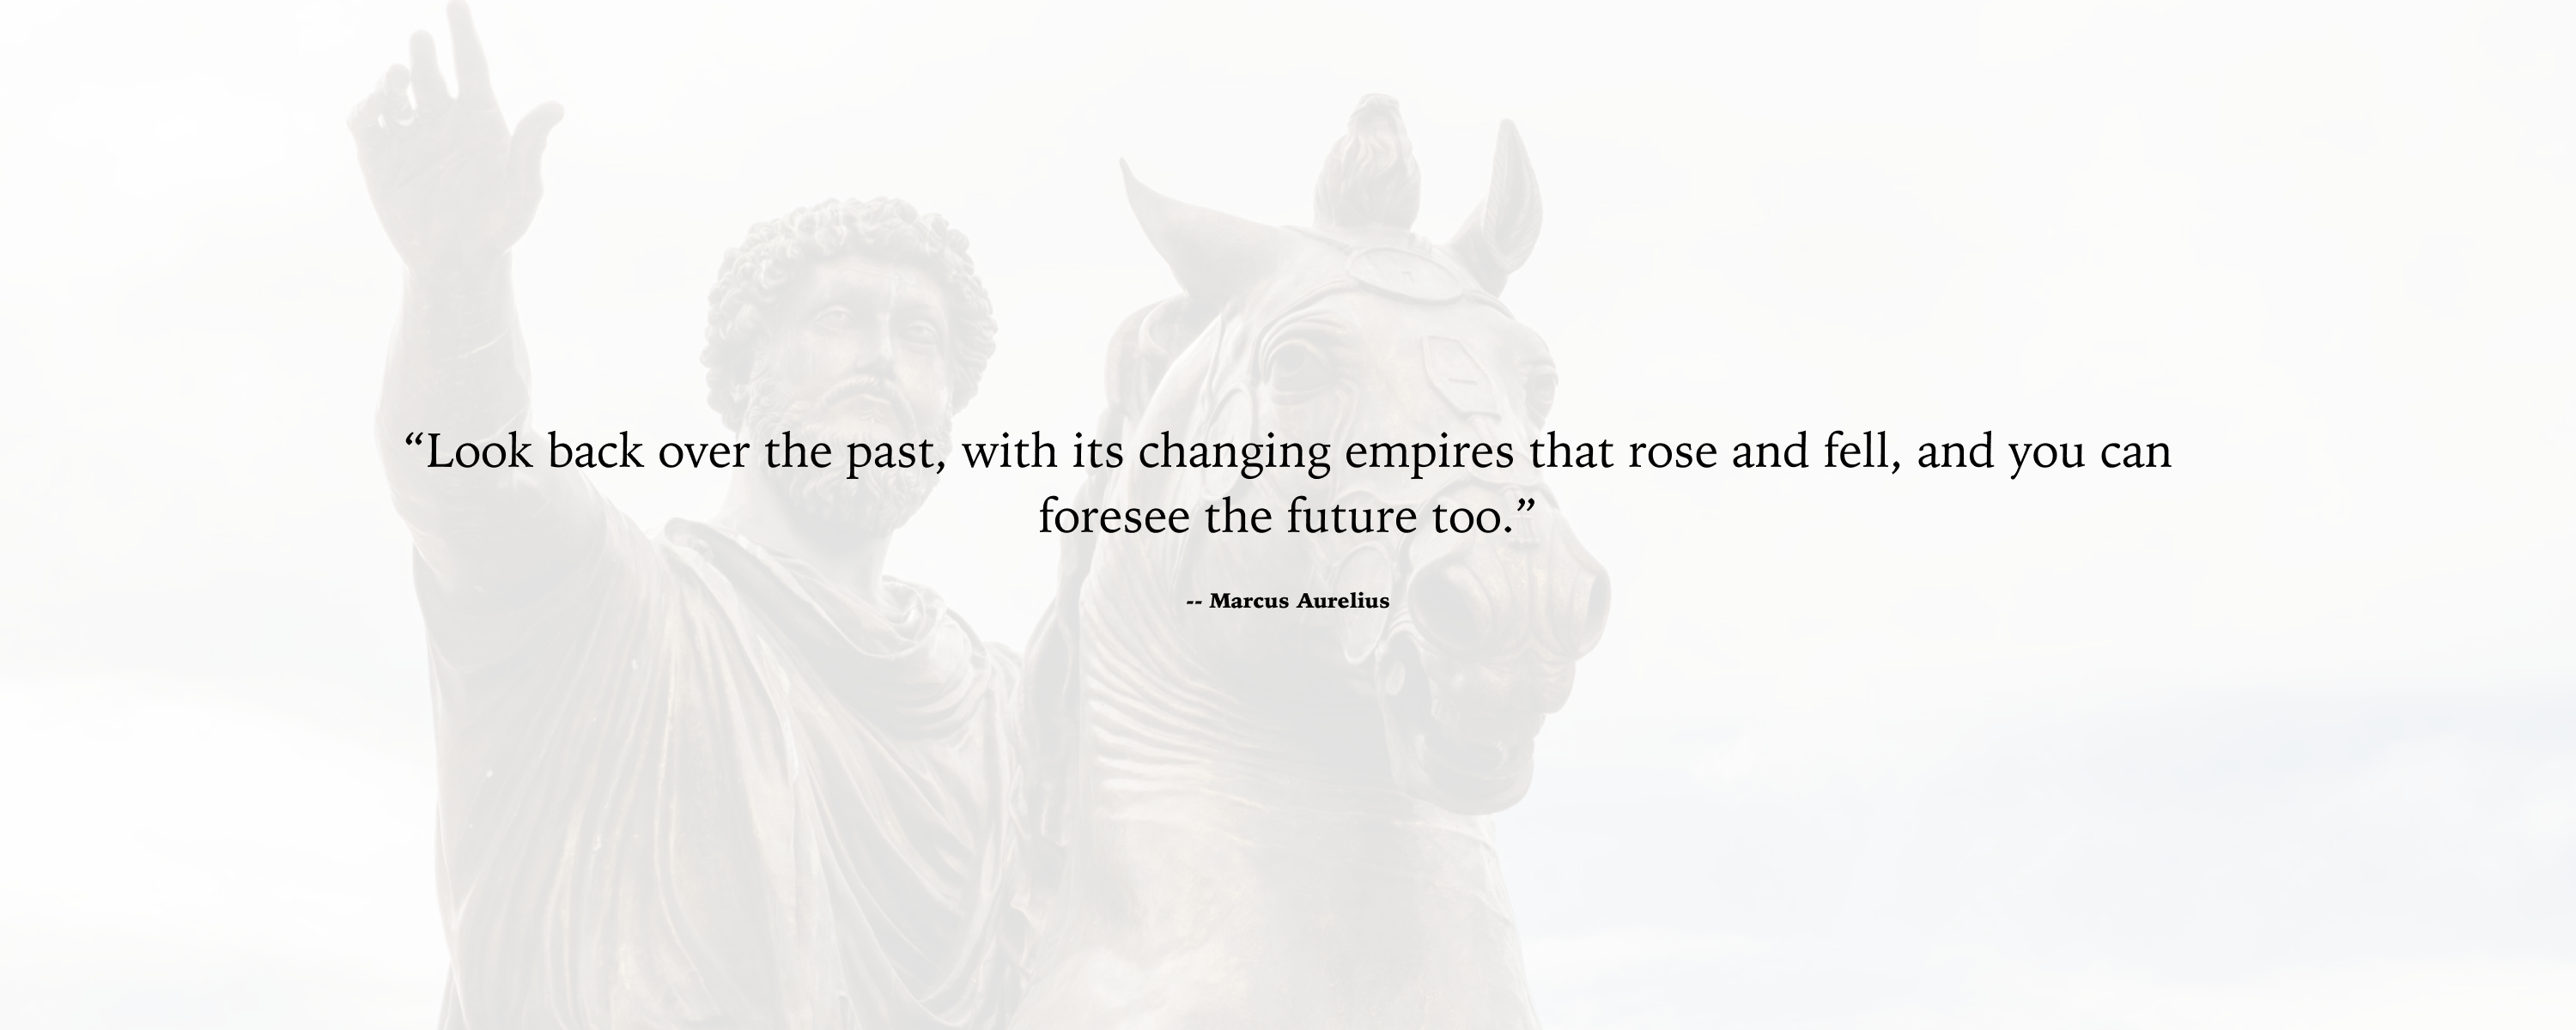 “Look back over the past, with its changing empires that rose and fell, and you can
foresee the future too.”
-- Marcus Aurelius